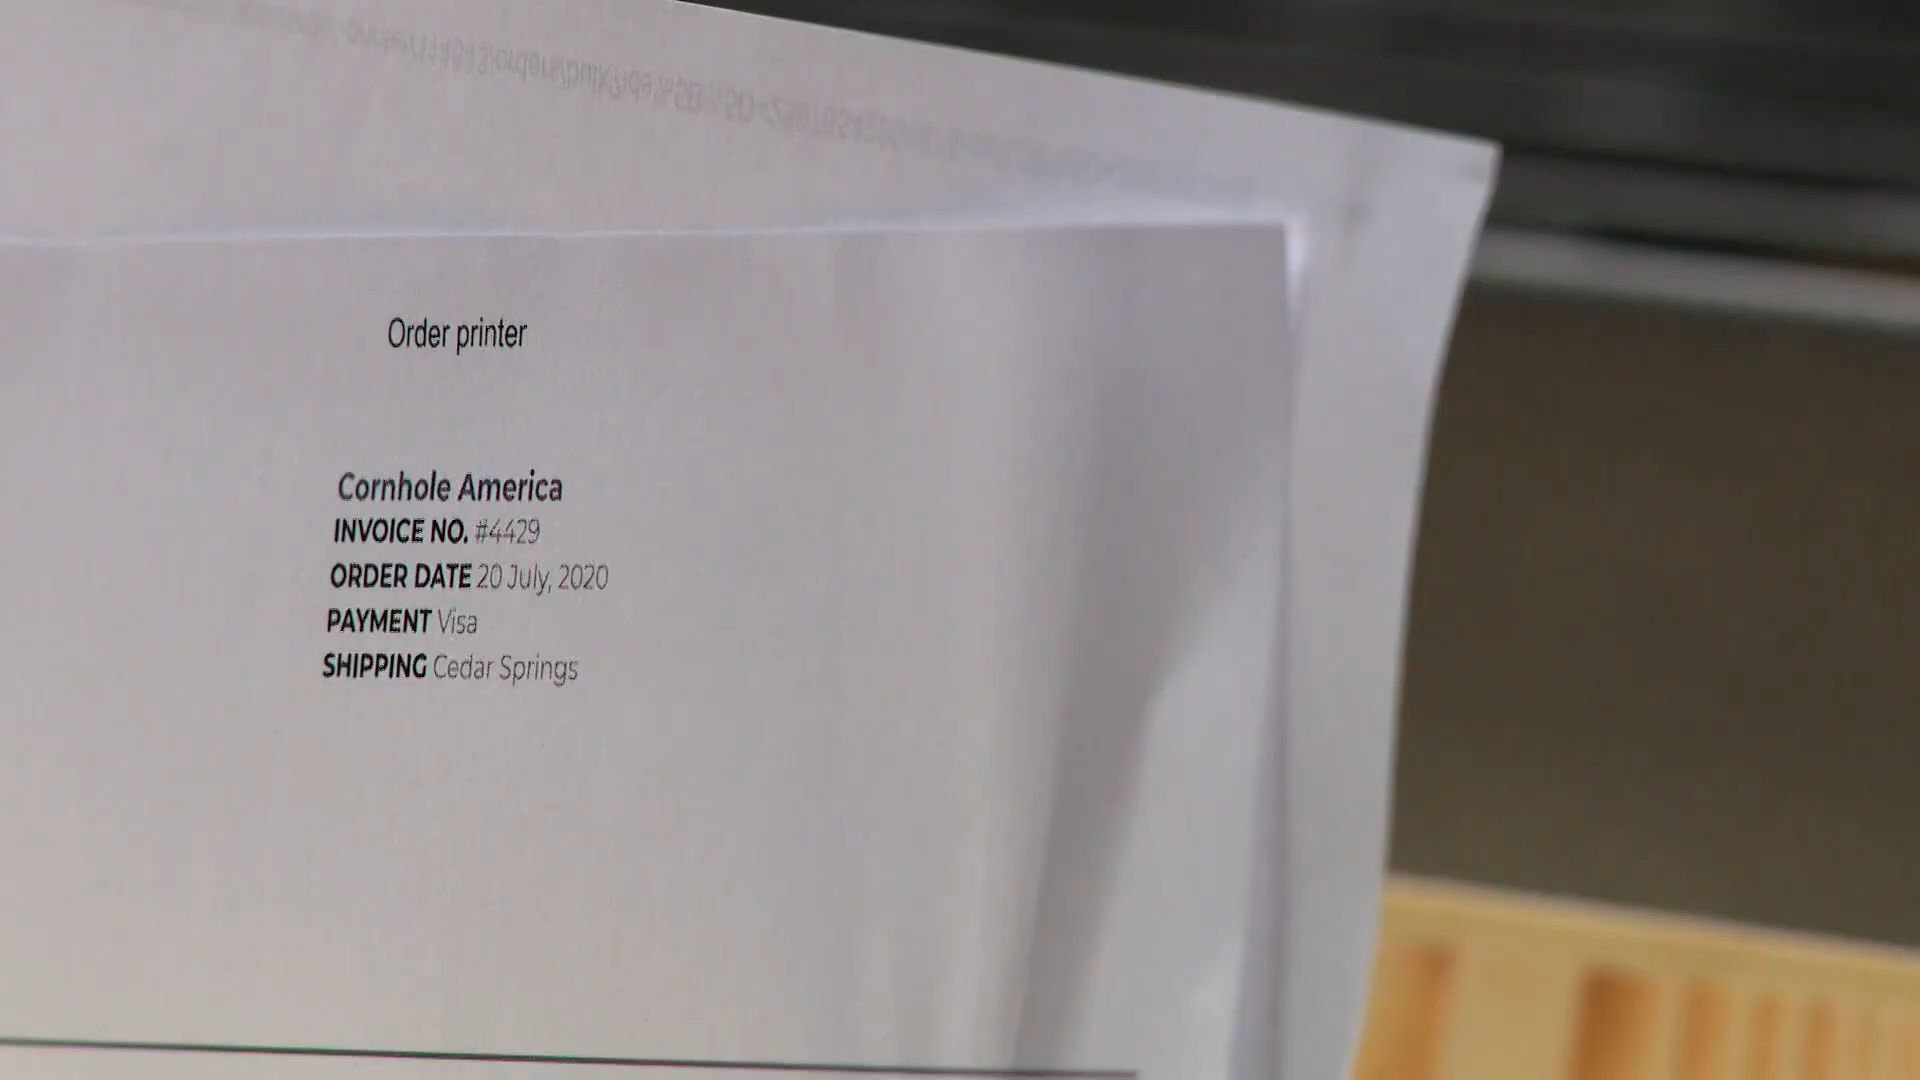 Order printer
Cornhole America
INVOICE NO. #4429
ORDER DATE 20 July, 2020
PAYMENT Visa
SHIPPING Cedar Springs